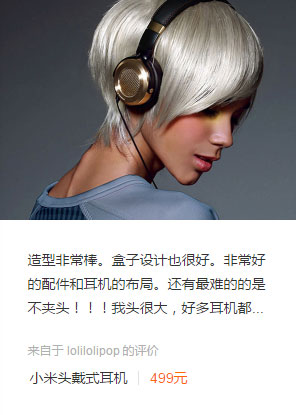 造型非常棒。盒子设计也很好。非常好
的配件和耳机的布局。还有最难的的是
不夹头！！！我头很大，好多耳机都...
来自于 lolilolipop 的评价
小米头戴式耳机 499元